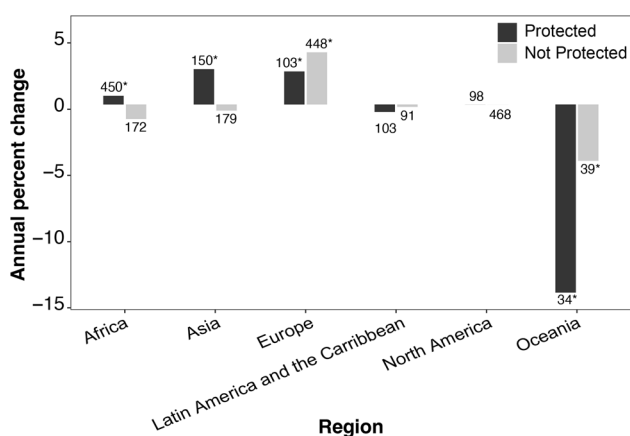 Protected
Not Protected
Annual percent change
5
0
−5
−10
−15
450*
172
150*
179
103*
448*
103
91
98
468
34*
39*
Africa
Asia
Europe
Latin America and the Carribbean
North America
Oceania
Region